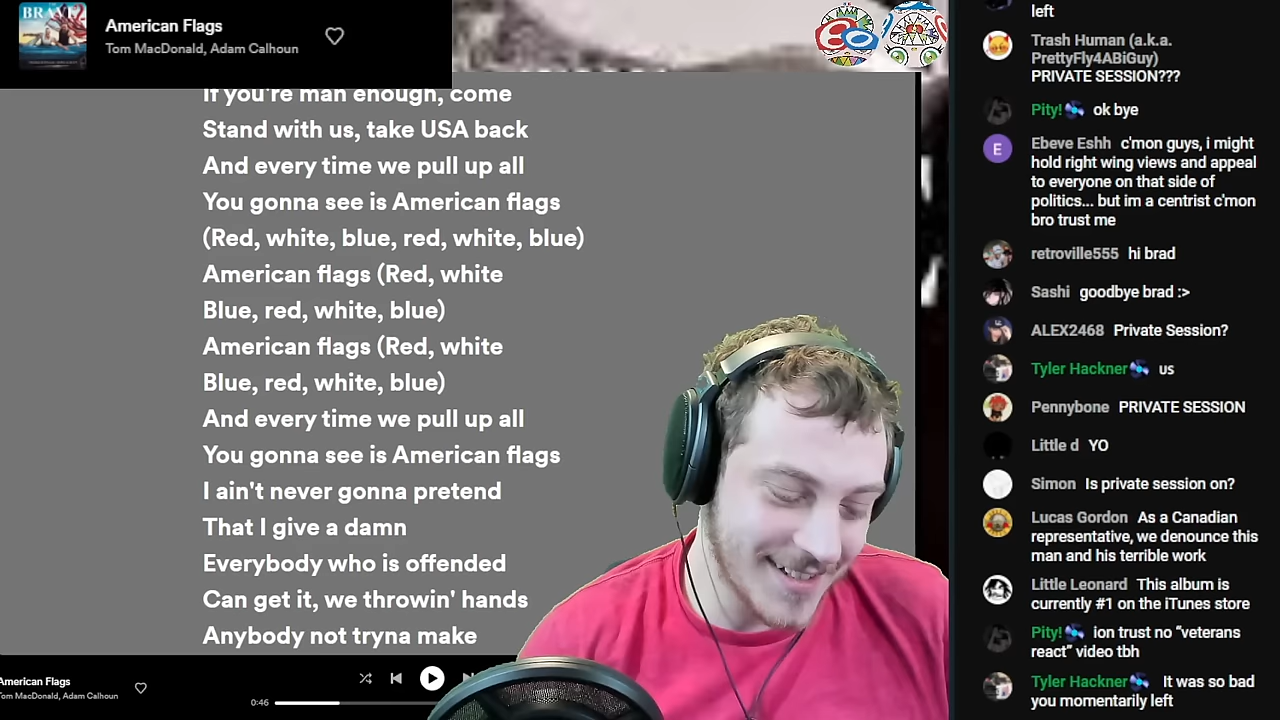 BRAVE
American Flags
Tom MacDonald, Adam Calhoun
If you're man enough, come
Stand with us, take USA back
And every time we pull up all
You gonna see is American flags
(Red, white, blue, red, white, blue)
American flags (Red, white
Blue, red, white, blue)
American flags (Red, white
Blue, red, white, blue)
And every time we pull up all
You gonna see is American flags
I ain't never gonna pretend
That I give a damn
Everybody who is offended
Can get it, we throwin' hands
Anybody not tryna make
American Flags
Tom MacDonald, Adam Calhoun
0:46
left
Trash Human (a.k.a.
PrettyFly4ABiGuy)
PRIVATE SESSION???
Pity! ok bye
E
Ebeve Eshh c'mon guys, i might
hold right wing views and appeal
to everyone on that side of
politics... but im a centrist c'mon
bro trust me
retroville555 hi brad
Sashi goodbye brad :>
ALEX2468 Private Session?
Tyler Hackner us
Pennybone PRIVATE SESSION
Little d YO
Simon Is private session on?
Lucas Gordon As a Canadian
representative, we denounce this
man and his terrible work
Little Leonard This album is
currently #1 on the iTunes store
Pity! ion trust no “veterans
react” video tbh
Tyler Hackner It was so bad
you momentarily left